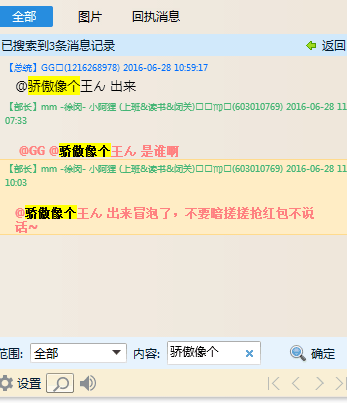 全部 图片 回执消息
已搜索到3条消息记录 返回
【总统】GG□(1216268978) 2016-06-28 10:59:17
@骄傲像个王ん 出来
【部长】mm -徐闵- 小阿狸 (上班&读书&闭关)□□㎡□(603010769) 2016-06-28 11
07:33
@GG @骄傲像个王ん 是谁啊
【部长】mm -徐闵- 小阿狸 (上班&读书&闭关)□□㎡□(603010769) 2016-06-28 11
10:03
@骄傲像个王ん 出来冒泡了，不要暗搓搓抢红包不说
话~
范围: 全部 内容: 骄傲像个 确定
设置